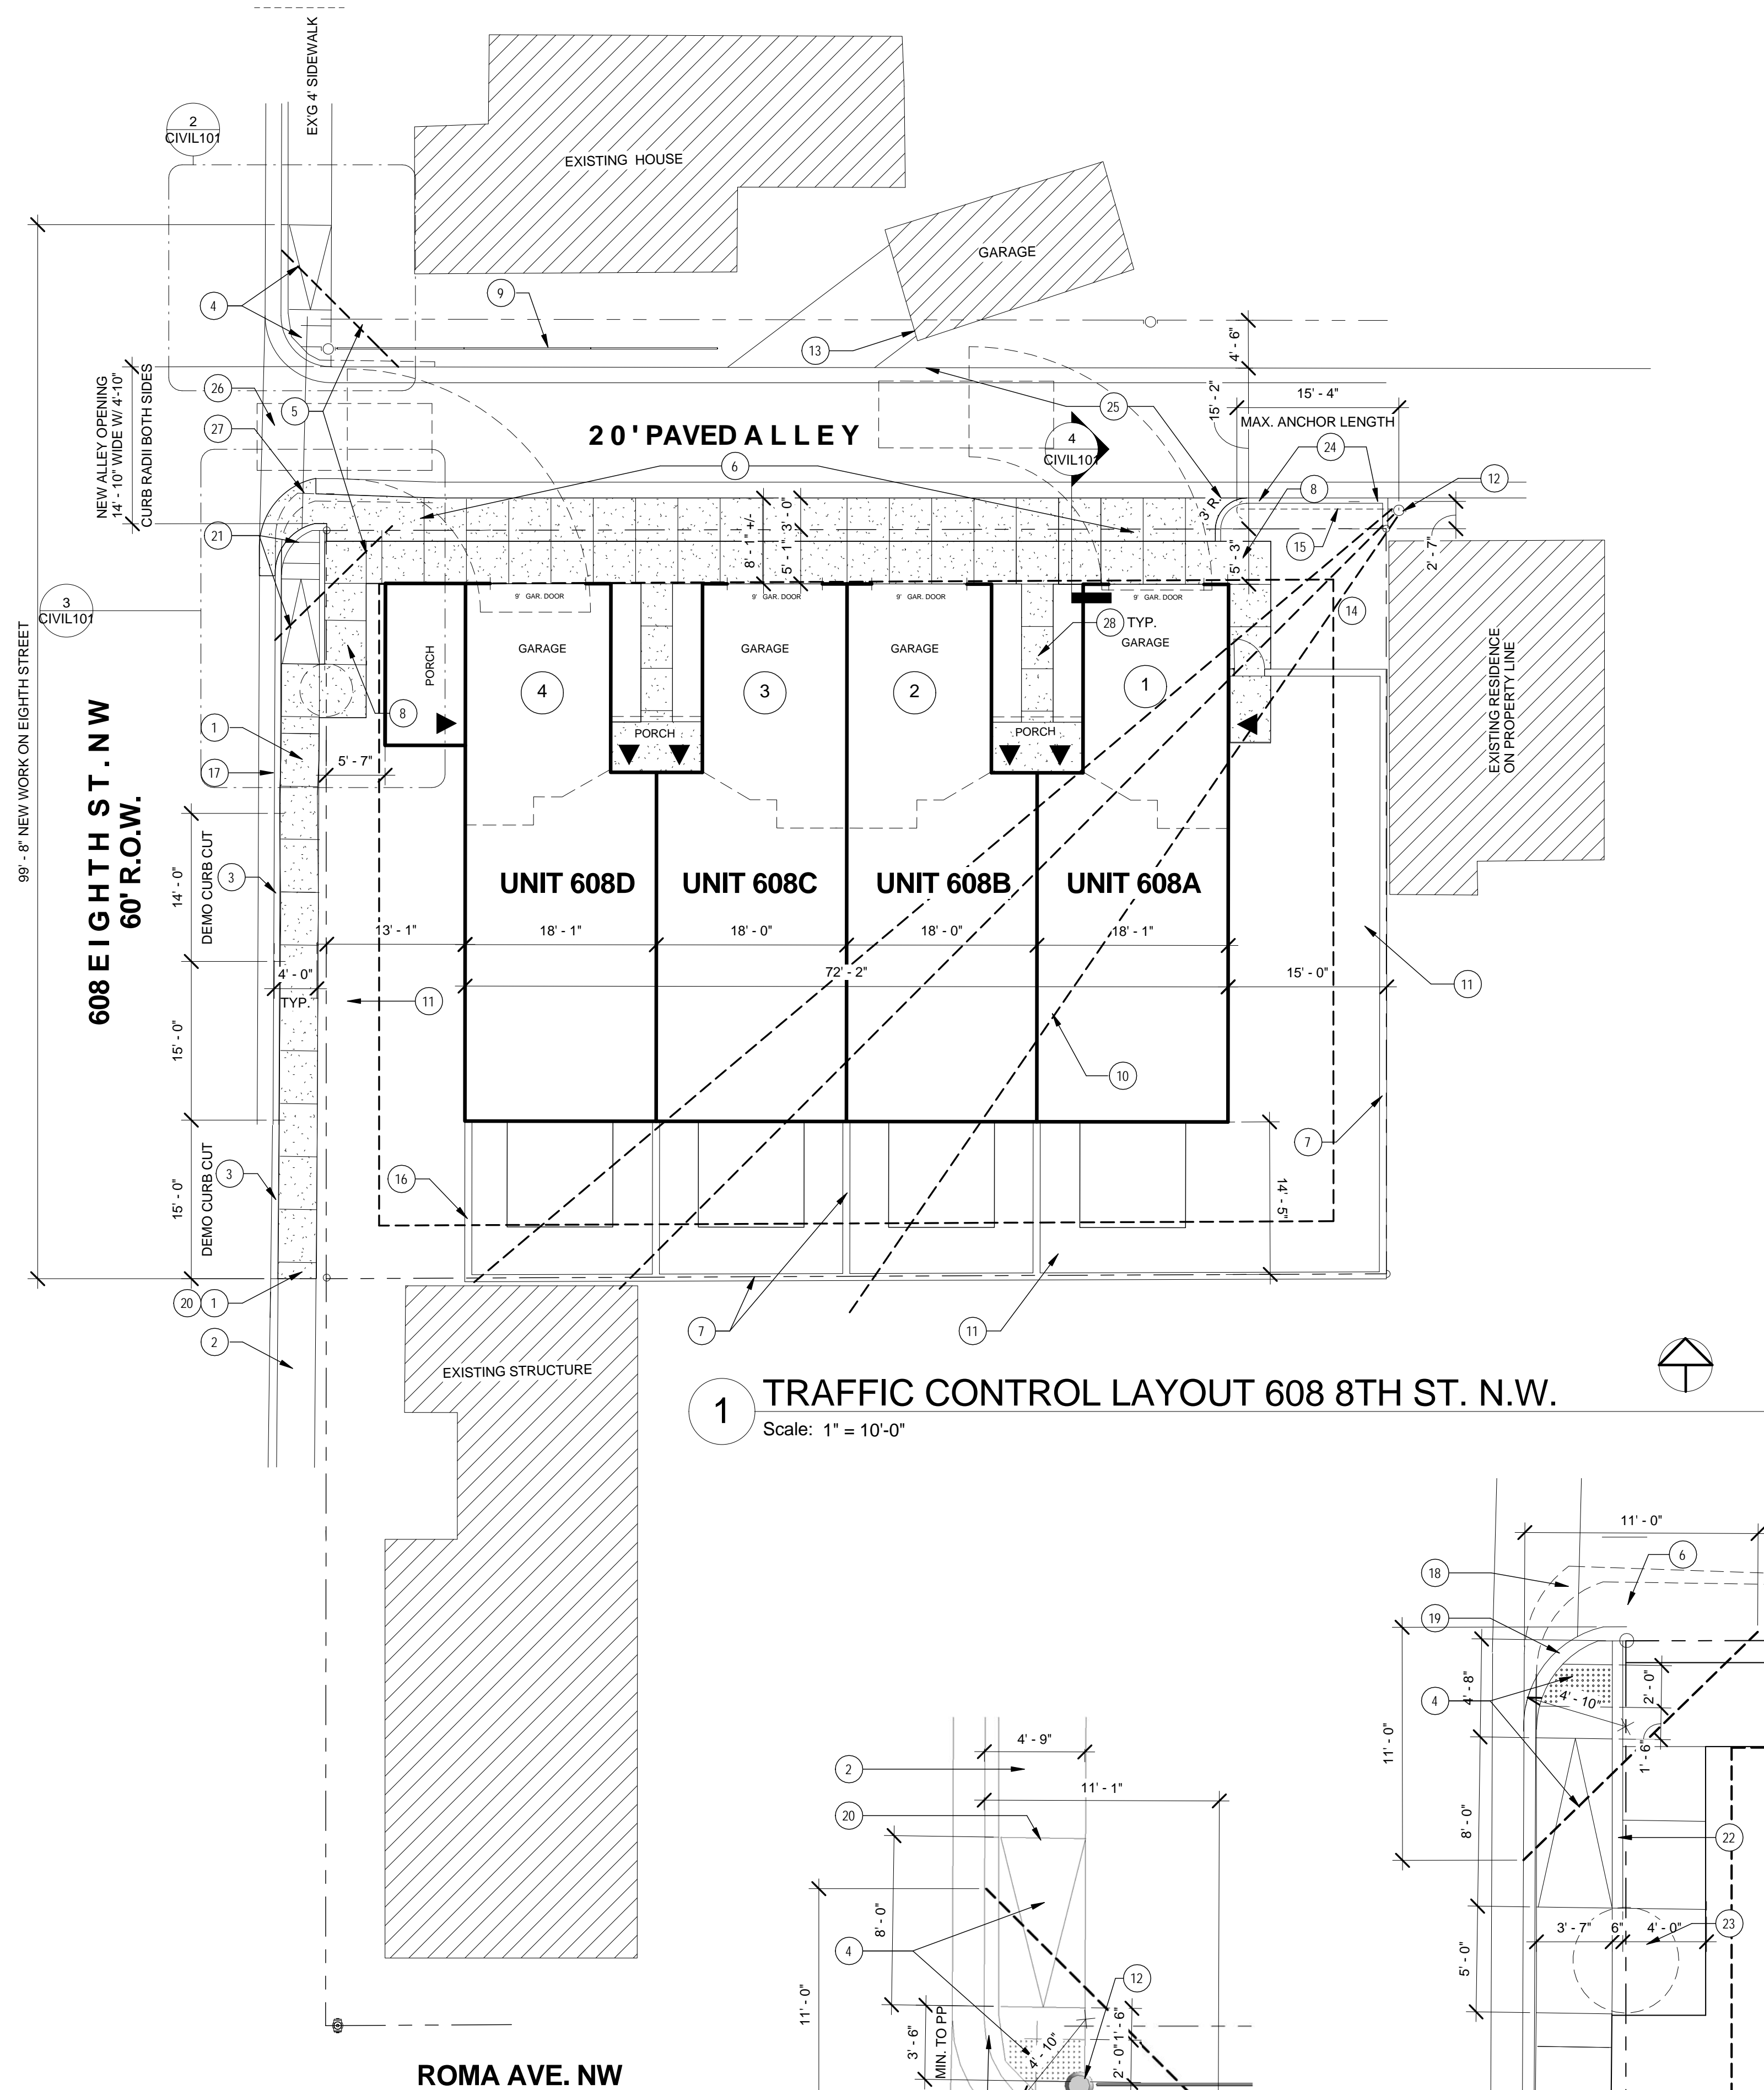 EX'G 4' SIDEWALK
2
CIVIL101
EXISTING HOUSE
GARAGE
4
9
13
4' - 6"
15' - 2"
15' - 4"
MAX. ANCHOR LENGTH
NEW ALLEY OPENING
14' - 10" WIDE W/ 4'-10"
CURB RADII BOTH SIDES
26
5
27
25
20' PAVED ALLEY
4
CIVIL101
24
6
8
12
3' R.
21
15
8' - 1" +/-
5' - 1"
3' - 0"
5' - 3"
2' - 7"
3
CIVIL101
9' GAR. DOOR
9' GAR. DOOR
9' GAR. DOOR
9' GAR. DOOR
14
28
TYP.
99' - 8" NEW WORK ON EIGHTH STREET
PORCH
GARAGE
GARAGE
GARAGE
GARAGE
4
3
2
1
EXISTING RESIDENCE
ON PROPERTY LINE
8
1
PORCH
PORCH
17
5' - 7"
608 EIGHTH ST. NW
60' R.O.W.
14' - 0"
DEMO CURB CUT
3
UNIT 608D
UNIT 608C
UNIT 608B
UNIT 608A
13' - 1"
18' - 1"
18' - 0"
18' - 0"
18' - 1"
4' - 0"
TYP.
72' - 2"
15' - 0"
11
11
15' - 0"
10
7
15' - 0"
DEMO CURB CUT
3
16
14' - 5"
20
1
2
7
11
EXISTING STRUCTURE
1
TRAFFIC CONTROL LAYOUT 608 8TH ST. N.W.
Scale: 1" = 10'-0"
11' - 0"
18
6
19
4
4' - 8"
4' - 10"
2' - 0"
11' - 0"
1' - 6"
8' - 0"
22
3' - 7"
6"
4' - 0"
23
5' - 0"
4' - 9"
2
11' - 1"
20
8' - 0"
4
12
11' - 0"
3' - 6"
MIN. TO PP
4' - 10"
1' - 6"
2' - 0"
ROMA AVE. NW